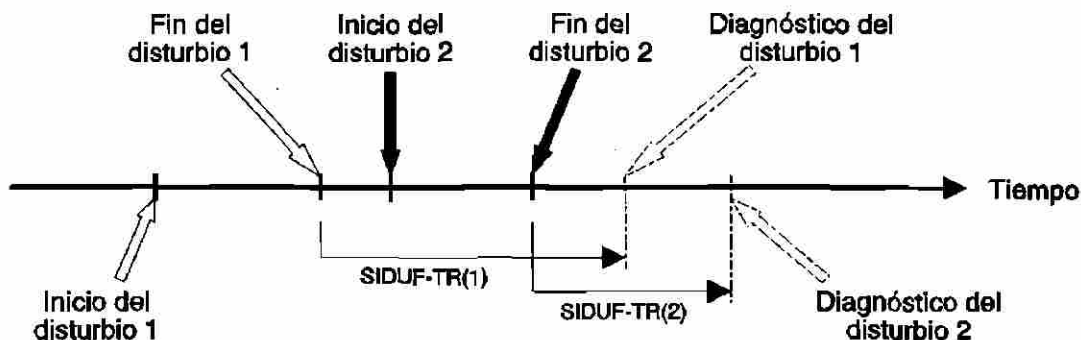 Fin del
disturbio 1
Inicio del
disturbio 2
Fin del
disturbio 2
Diagnóstico del
disturbio 1
Tiempo
SIDUF-TR(1)
SIDUF-TR(2)
Inicio del
disturbio 1
Diagnóstico del
disturbio 2